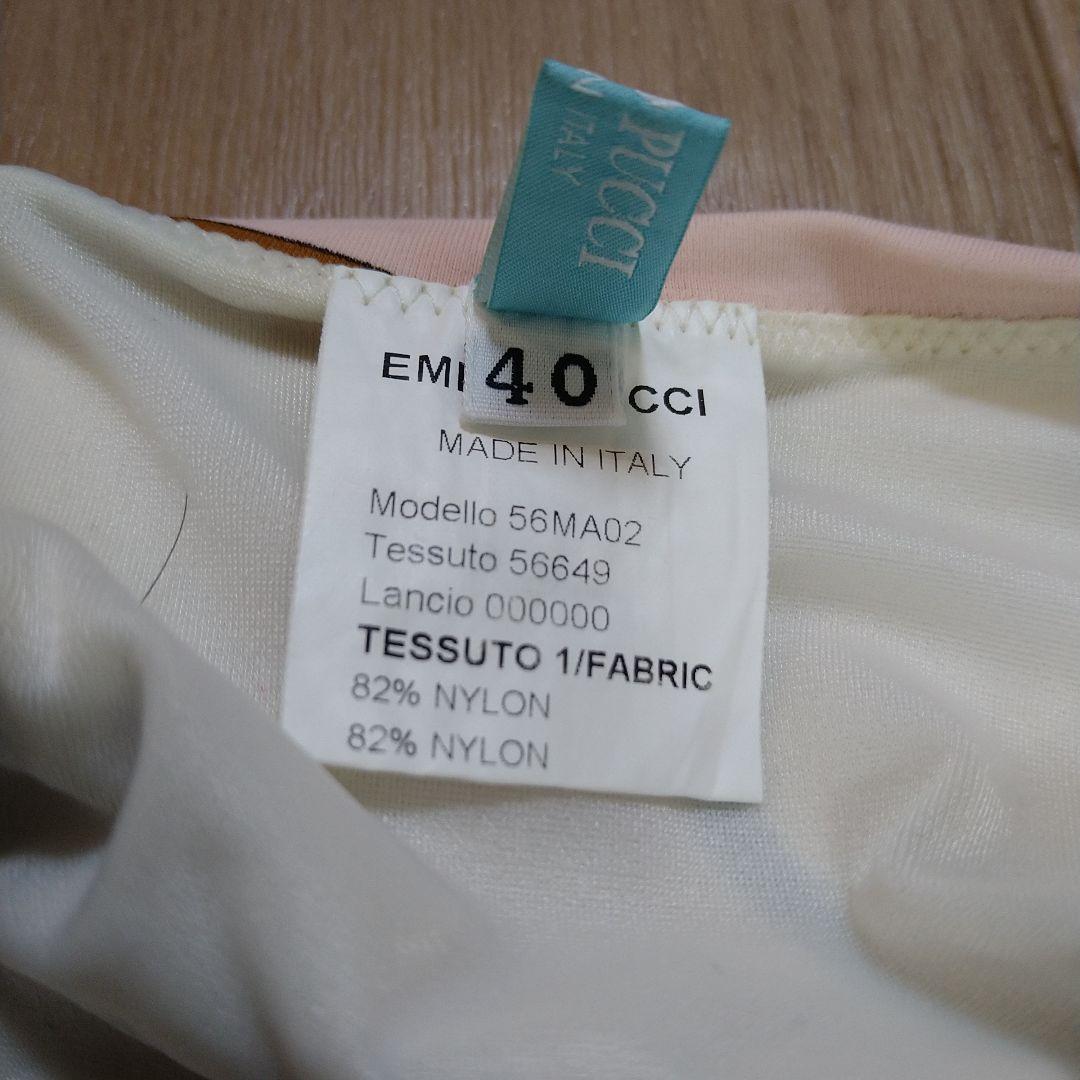 PUCCI
ITALY
40
EMI CCI
MADE IN ITALY
Modello 56MA02
Tessuto 56649
Lancio 000000
TESSUTO 1/FABRIC
82% NYLON
82% NYLON